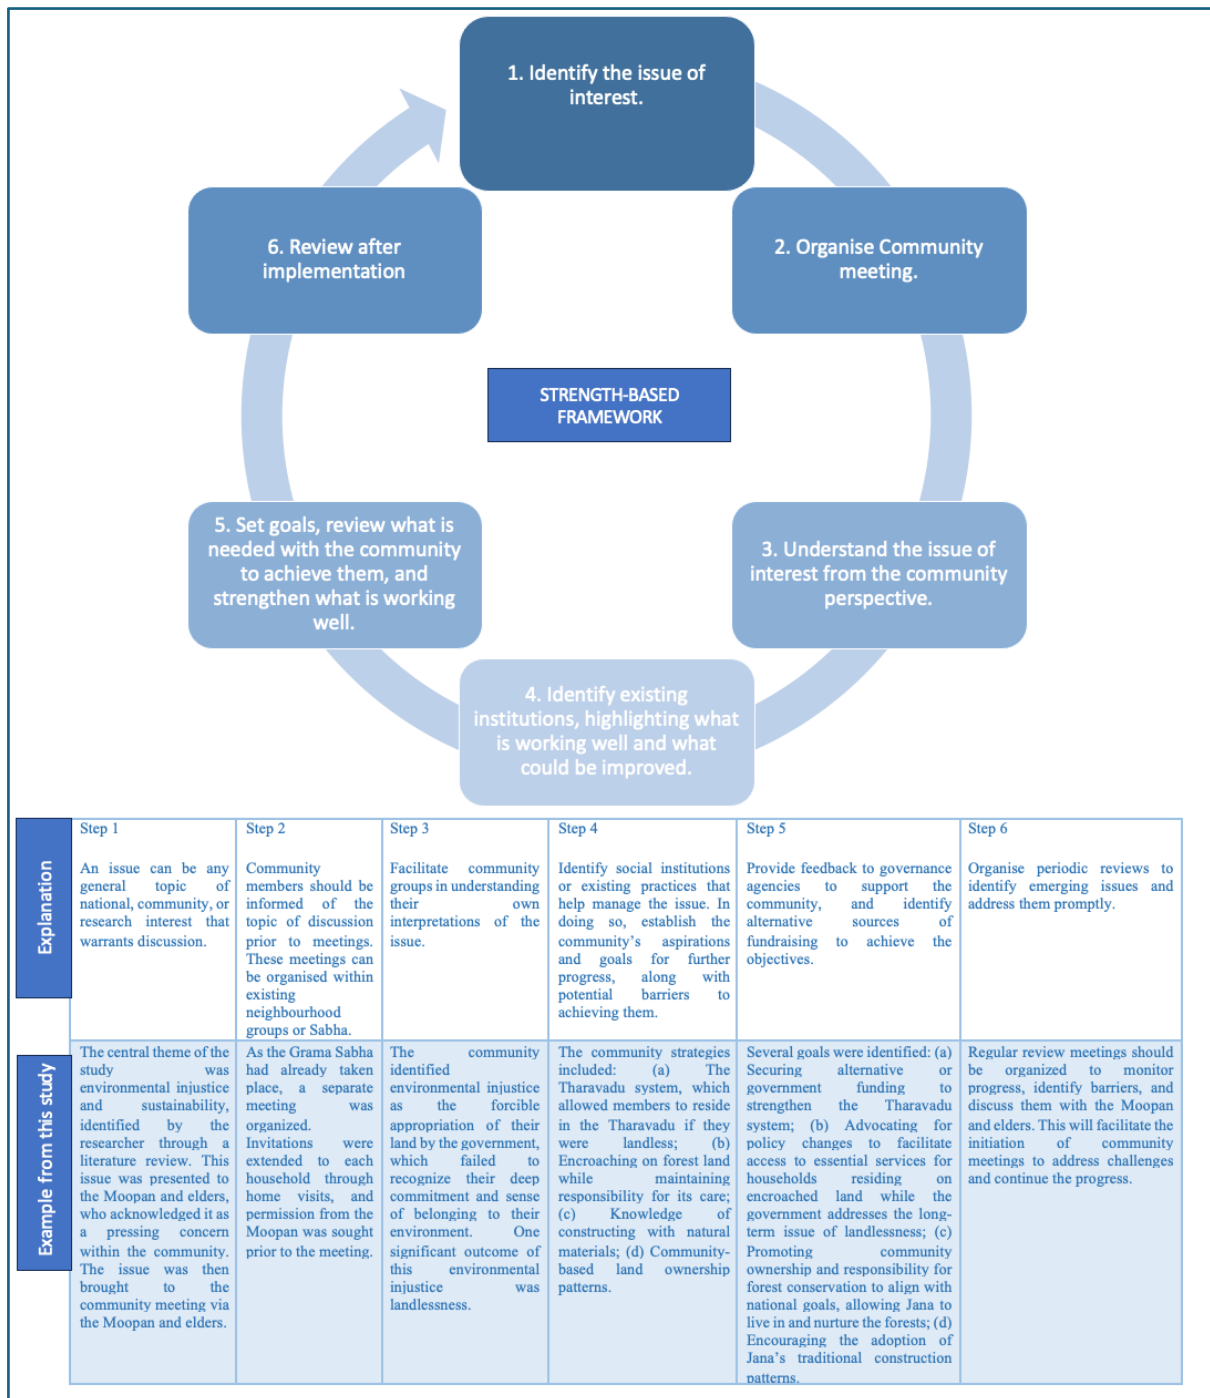 1. Identify the issue of
interest.
2. Organise Community
meeting.
3. Understand the issue of
interest from the community
perspective.
4. Identify existing
institutions, highlighting what
is working well and what
could be improved.
5. Set goals, review what is
needed with the community
to achieve them, and
strengthen what is working
well.
6. Review after
implementation
STRENGTH-BASED
FRAMEWORK
Explanation
Step 1
An issue can be any
general topic of
national, community, or
research interest that
warrants discussion.
Step 2
Community
members should be
informed of the
topic of discussion
prior to meetings.
These meetings can
be organised within
existing
neighbourhood
groups or Sabha.
Step 3
Facilitate community
groups in understanding
their own
interpretations of the
issue.
Step 4
Identify social institutions
or existing practices that
help manage the issue. In
doing so, establish the
community's aspirations
and goals for further
progress, along with
potential barriers to
achieving them.
Step 5
Provide feedback to governance
agencies to support the
community, and identify
alternative sources of
fundraising to achieve the
objectives.
Step 6
Organise periodic reviews to
identify emerging issues and
address them promptly.
Example from this study
The central theme of the
study was
environmental injustice
and sustainability,
identified by the
researcher through a
literature review. This
issue was presented to
the Moopan and elders,
who acknowledged it as
a pressing concern
within the community.
The issue was then
brought to the
community meeting via
the Moopan and elders.
As the Grama Sabha
had already taken
place, a separate
meeting was
organized.
Invitations were
extended to each
household through
home visits, and
permission from the
Moopan was sought
prior to the meeting.
The community
identified
environmental injustice
as the forcible
appropriation of their
land by the government,
which failed to
recognize their deep
commitment and sense
of belonging to their
environment. One
significant outcome of
this environmental
injustice was
landlessness.
The community strategies
included: (a) The
Tharavadu system, which
allowed members to reside
in the Tharavadu if they
were landless; (b)
Encroaching on forest land
while maintaining
responsibility for its care;
(c) Knowledge of
constructing with natural
materials; (d) Community-
based land ownership
patterns.
Several goals were identified: (a)
Securing alternative or
government funding to
strengthen the Tharavadu
system; (b) Advocating for
policy changes to facilitate
access to essential services for
households residing on
encroached land while the
government addresses the long-
term issue of landlessness; (c)
Promoting community
ownership and responsibility for
forest conservation to align with
national goals, allowing Jana to
live in and nurture the forests; (d)
Encouraging the adoption of
Jana's traditional construction
patterns.
Regular review meetings should
be organized to monitor
progress, identify barriers, and
discuss them with the Moopan
and elders. This will facilitate the
initiation of community
meetings to address challenges
and continue the progress.